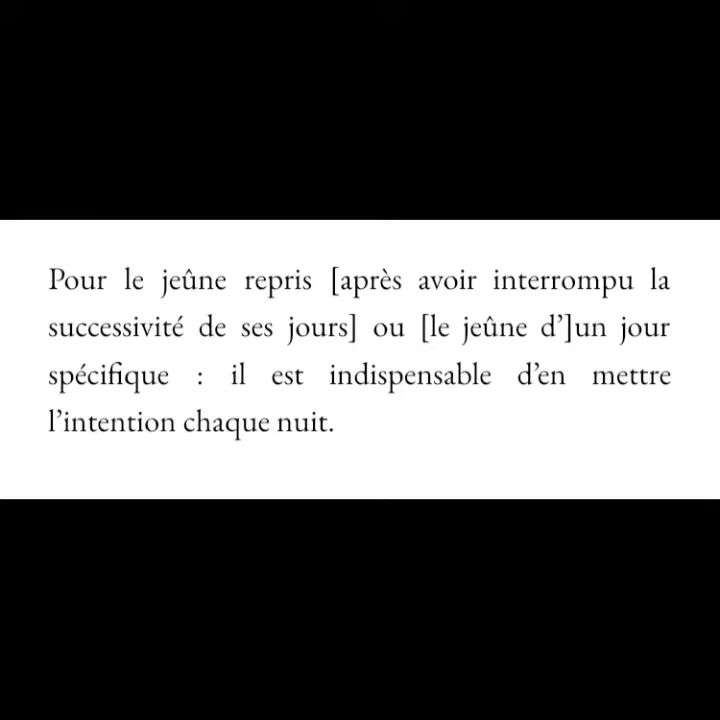 Pour le jeûne repris [après avoir interrompu la
successivité de ses jours] ou [le jeûne d’]un jour
spécifique : il est indispensable d’en mettre
l’intention chaque nuit.